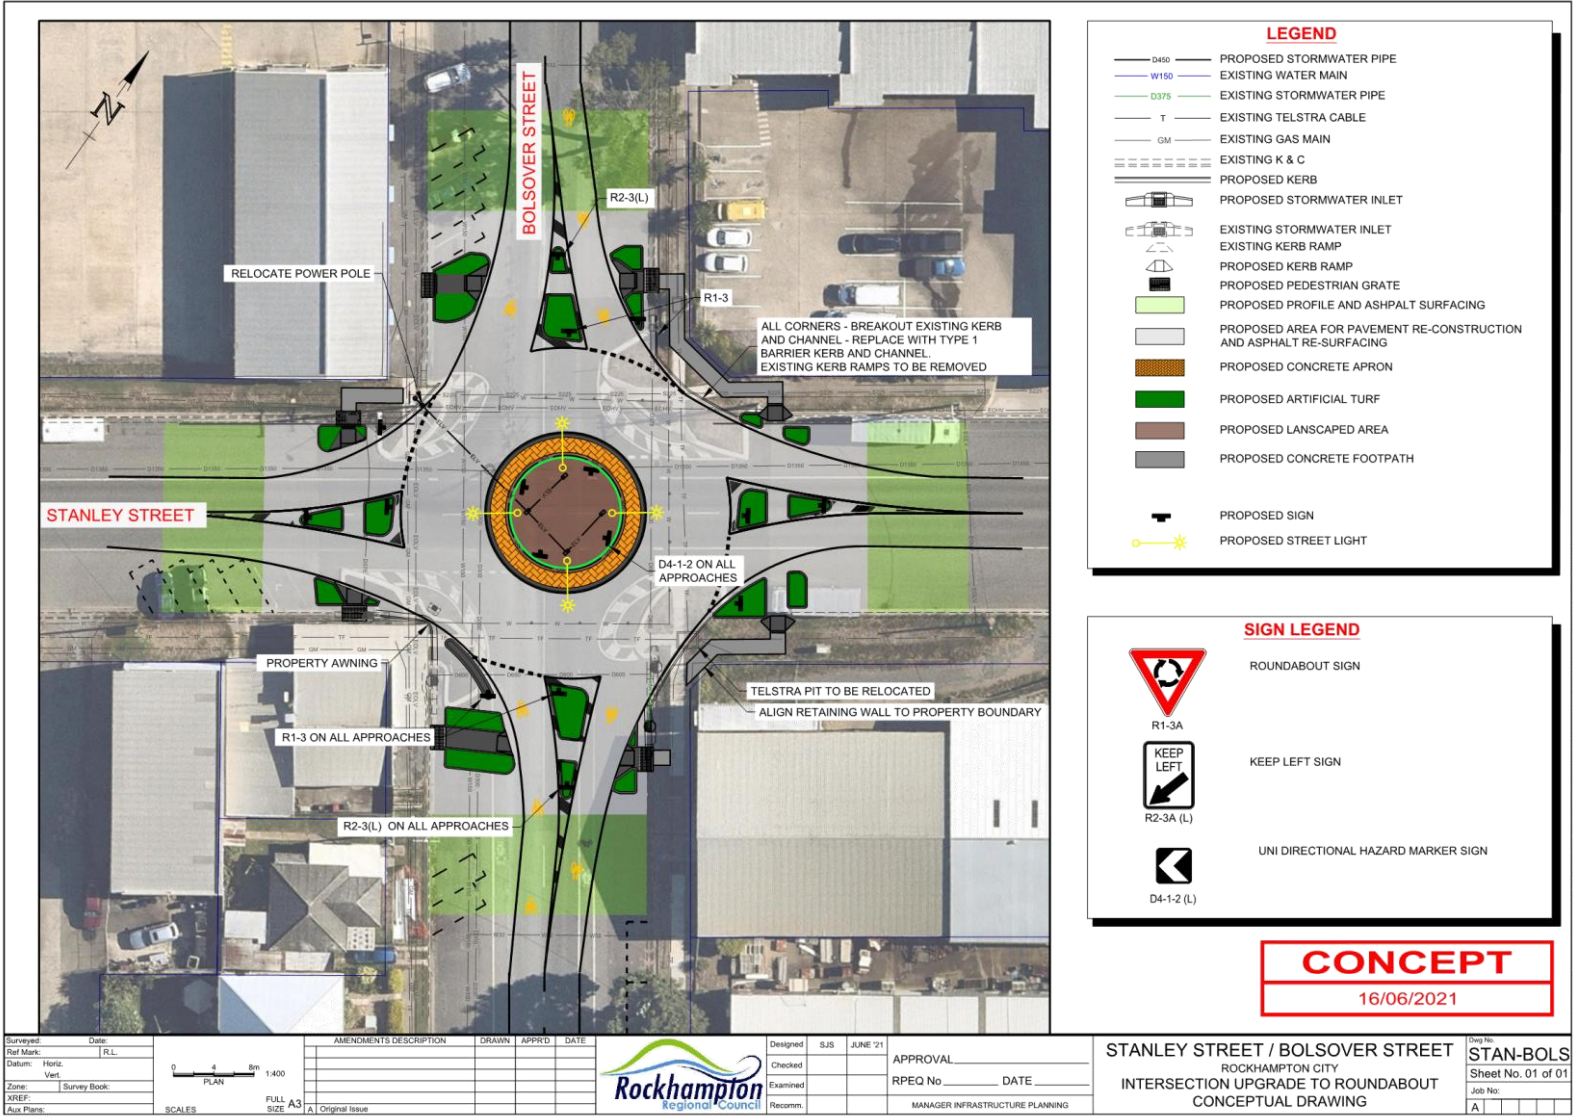 N
BOLSOVER STREET
R2-3(L)
RELOCATE POWER POLE
R1-3
ALL CORNERS - BREAKOUT EXISTING KERB
AND CHANNEL - REPLACE WITH TYPE 1
BARRIER KERB AND CHANNEL.
EXISTING KERB RAMPS TO BE REMOVED
STANLEY STREET
D4-1-2 ON ALL
APPROACHES
PROPERTY AWNING
TELSTRA PIT TO BE RELOCATED
ALIGN RETAINING WALL TO PROPERTY BOUNDARY
R1-3 ON ALL APPROACHES
R2-3(L) ON ALL APPROACHES
LEGEND
D450 PROPOSED STORMWATER PIPE
W150 EXISTING WATER MAIN
D375 EXISTING STORMWATER PIPE
T EXISTING TELSTRA CABLE
GM EXISTING GAS MAIN
EXISTING K & C
PROPOSED KERB
PROPOSED STORMWATER INLET
EXISTING STORMWATER INLET
EXISTING KERB RAMP
PROPOSED KERB RAMP
PROPOSED PEDESTRIAN GRATE
PROPOSED PROFILE AND ASHPALT SURFACING
PROPOSED AREA FOR PAVEMENT RE-CONSTRUCTION
AND ASPHALT RE-SURFACING
PROPOSED CONCRETE APRON
PROPOSED ARTIFICIAL TURF
PROPOSED LANSCAPED AREA
PROPOSED CONCRETE FOOTPATH
PROPOSED SIGN
PROPOSED STREET LIGHT
SIGN LEGEND
ROUNDABOUT SIGN
R1-3A
KEEP
LEFT
KEEP LEFT SIGN
R2-3A (L)
UNI DIRECTIONAL HAZARD MARKER SIGN
D4-1-2 (L)
CONCEPT
16/06/2021
Surveyed: Date:
Ref Mark: R.L.
Datum: Horiz.
Vert.
Zone: Survey Book:
XREF:
Aux Plans:
0 4 8m
PLAN
1:400
SCALES
FULL
SIZE A3
AMENDMENTS DESCRIPTION DRAWN APPR'D DATE
A Original Issue
Rockhampton
Regional Council
Designed SJS JUNE '21
Checked
Examined
Recomm.
APPROVAL
RPEQ No DATE
MANAGER INFRASTRUCTURE PLANNING
STANLEY STREET / BOLSOVER STREET
ROCKHAMPTON CITY
INTERSECTION UPGRADE TO ROUNDABOUT
CONCEPTUAL DRAWING
Dwg No.
STAN-BOLS
Sheet No. 01 of 01
Job No:
A